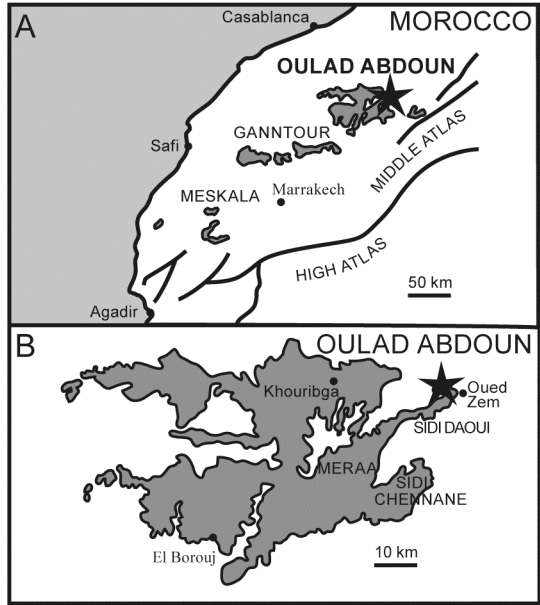 A
MOROCCO
Casablanca
OULAD ABDOUN
GANNTOUR
Safi
MIDDLE ATLAS
MESKALA
Marrakech
HIGH ATLAS
50 km
Agadir
B
OULAD ABDOUN
Khouribga
Oued
Zem
SIDI DAOUI
MERAA
SIDI
CHENNANE
El Borouj
10 km